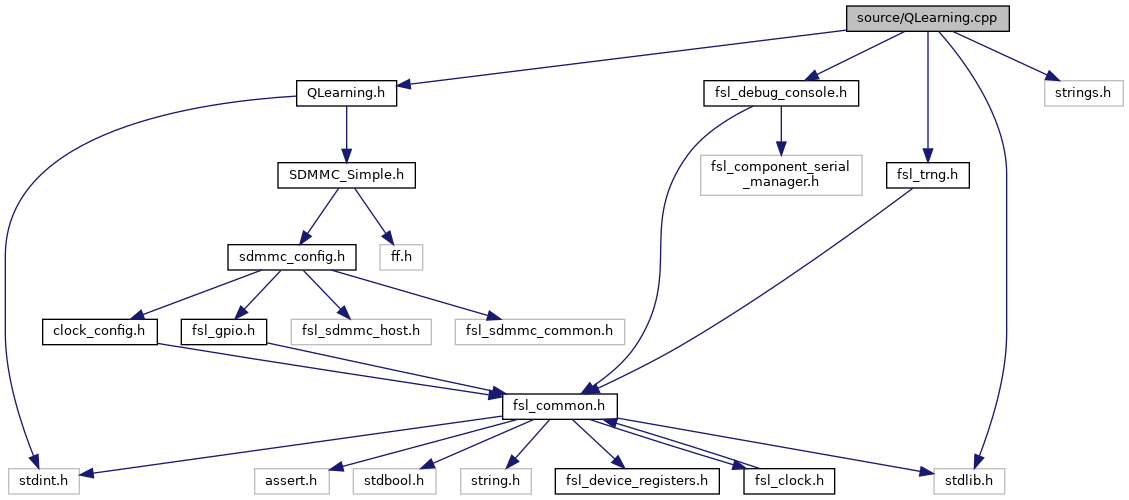 source/QLearning.cpp
QLearning.h
fsl_debug_console.h
strings.h
fsl_component_serial
_manager.h
SDMMC_Simple.h
fsl_trng.h
sdmmc_config.h
ff.h
clock_config.h
fsl_gpio.h
fsl_sdmmc_host.h
fsl_sdmmc_common.h
fsl_common.h
stdint.h
assert.h
stdbool.h
string.h
fsl_device_registers.h
fsl_clock.h
stdlib.h